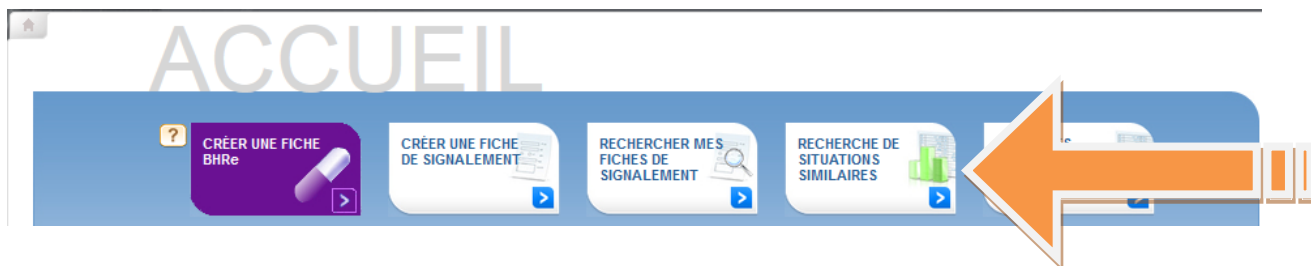 ACCUEIL
?
CRÉER UNE FICHE
BHRe
CRÉER UNE FICHE
DE SIGNALEMENT
RECHERCHER MES
FICHES DE
SIGNALEMENT
RECHERCHE DE
SITUATIONS
SIMILAIRES